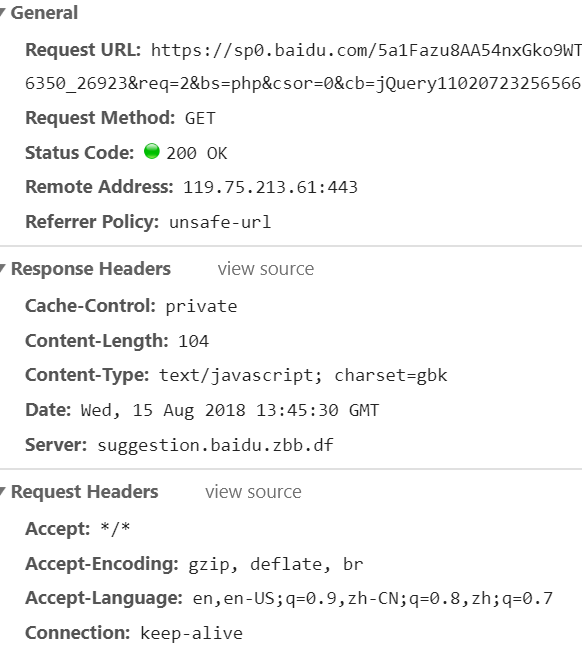 General
Request URL: https://sp0.baidu.com/5a1Fazu8AA54nxGko9WT
6350_26923&req=2&bs=php&csor=0&cb=jQuery11020723256566
Request Method: GET
Status Code: 200 OK
Remote Address: 119.75.213.61:443
Referrer Policy: unsafe-url
Response Headers view source
Cache-Control: private
Content-Length: 104
Content-Type: text/javascript; charset=gbk
Date: Wed, 15 Aug 2018 13:45:30 GMT
Server: suggestion.baidu.zbb.df
Request Headers view source
Accept: */*
Accept-Encoding: gzip, deflate, br
Accept-Language: en,en-US;q=0.9,zh-CN;q=0.8,zh;q=0.7
Connection: keep-alive